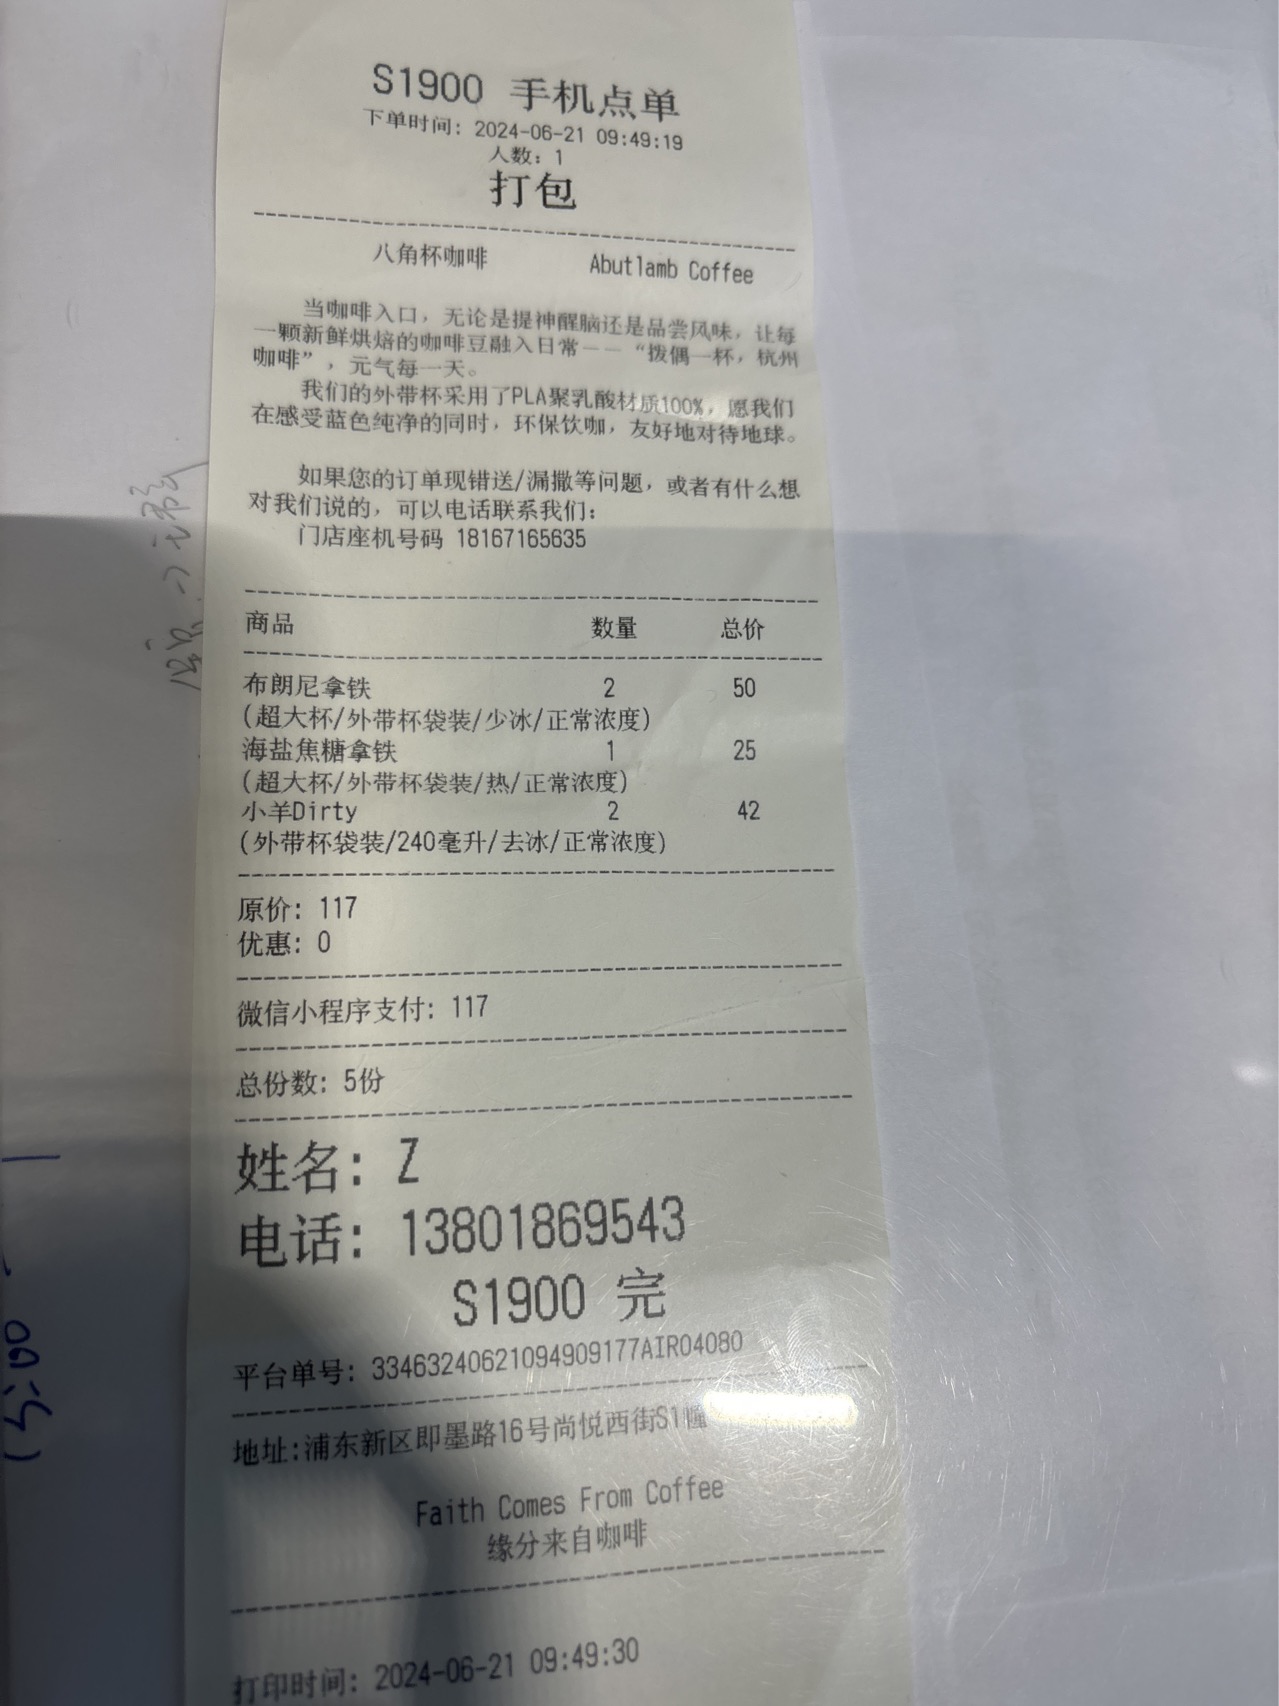 S1900 手机点单
下单时间: 2024-06-21 09:49:19
人数: 1
打包
八角杯咖啡 Abutlamb Coffee
当咖啡入口，无论是提神醒脑还是品尝风味，让每
一颗新鲜烘焙的咖啡豆融入日常——“拨偶一杯，杭州
咖啡”，元气每一天。
我们的外带杯采用了PLA聚乳酸材质100%，愿我们
在感受蓝色纯净的同时，环保饮咖，友好地对待地球。
如果您的订单现错送/漏撒等问题，或者有什么想
对我们说的，可以电话联系我们:
门店座机号码 18167165635
商品 数量 总价
布朗尼拿铁 2 50
(超大杯/外带杯袋装/少冰/正常浓度)
海盐焦糖拿铁 1 25
(超大杯/外带杯袋装/热/正常浓度)
小羊Dirty 2 42
(外带杯袋装/240毫升/去冰/正常浓度)
原价: 117
优惠: 0
微信小程序支付: 117
总份数: 5份
姓名: Z
电话: 13801869543
S1900 完
平台单号: 33463240621094909177AIR04080
地址:浦东新区即墨路16号尚悦西街S1幢
Faith Comes From Coffee
缘分来自咖啡
打印时间: 2024-06-21 09:49:30